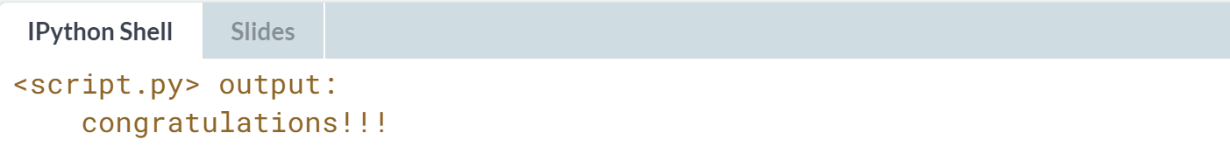 IPython Shell Slides
<script.py> output:
congratulations!!!